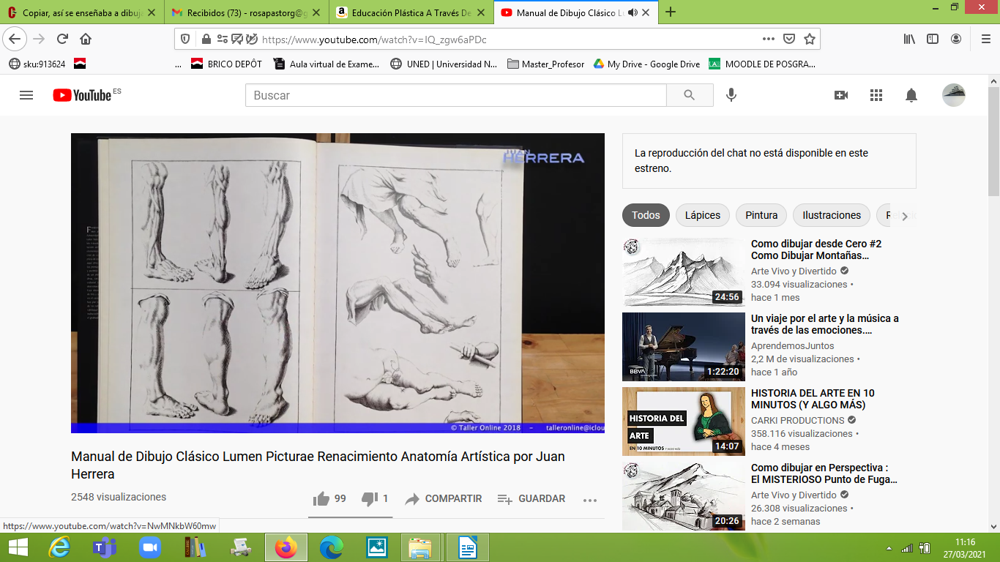 Copiar, así se enseñaba a dibuj
Recibidos (73) - rosapastorg@g
Educación Plástica A Través De
Manual de Dibujo Clásico Lu
https://www.youtube.com/watch?v=IQ_zgw6aPDc
sku:913624
...
BRICO DEPÔT
Aula virtual de Exame...
UNED | Universidad N...
Master_Profesor
My Drive - Google Drive
MOODLE DE POSGRA...
YouTube ES
Buscar
JUAN
HERRERA
© Taller Online 2018 - talleronline@iclou
La reproducción del chat no está disponible en este
estreno.
Todos
Lápices
Pintura
Ilustraciones
Como dibujar desde Cero #2
Como Dibujar Montañas...
Arte Vivo y Divertido
33.094 visualizaciones •
hace 1 mes
24:56
Un viaje por el arte y la música a
través de las emociones....
AprendemosJuntos
2,2 M de visualizaciones •
hace 1 año
BBVA
1:22:20
HISTORIA DEL ARTE EN 10
MINUTOS (Y ALGO MÁS)
CARKI PRODUCTIONS
358.116 visualizaciones •
hace 4 meses
HISTORIA DEL
ARTE
EN 10 MINUTOS Y ALGO MÁS
14:07
Como dibujar en Perspectiva :
El MISTERIOSO Punto de Fuga...
Arte Vivo y Divertido
26.308 visualizaciones •
hace 2 semanas
20:26
Manual de Dibujo Clásico Lumen Picturae Renacimiento Anatomía Artística por Juan
Herrera
2548 visualizaciones
99
1
COMPARTIR
GUARDAR
https://www.youtube.com/watch?v=NwMNkbW60mw
11:16
27/03/2021